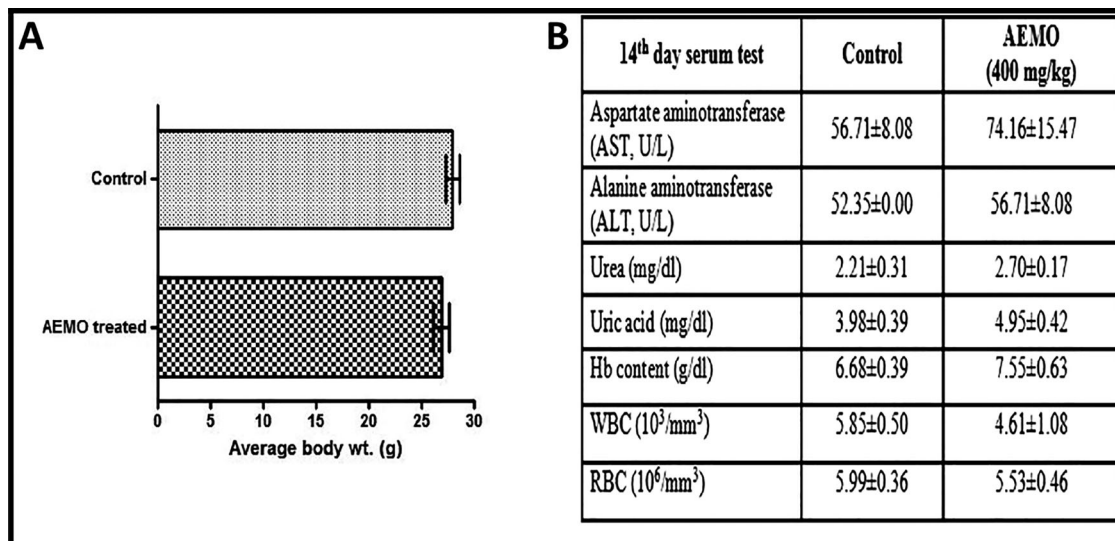 A
Control
AEMO treated
0 5 10 15 20 25 30
Average body wt. (g)
B
14th day serum test Control AEMO
(400 mg/kg)
Aspartate aminotransferase
(AST, U/L) 56.71±8.08 74.16±15.47
Alanine aminotransferase
(ALT, U/L) 52.35±0.00 56.71±8.08
Urea (mg/dl) 2.21±0.31 2.70±0.17
Uric acid (mg/dl) 3.98±0.39 4.95±0.42
Hb content (g/dl) 6.68±0.39 7.55±0.63
WBC (10³/mm³) 5.85±0.50 4.61±1.08
RBC (10⁶/mm³) 5.99±0.36 5.53±0.46